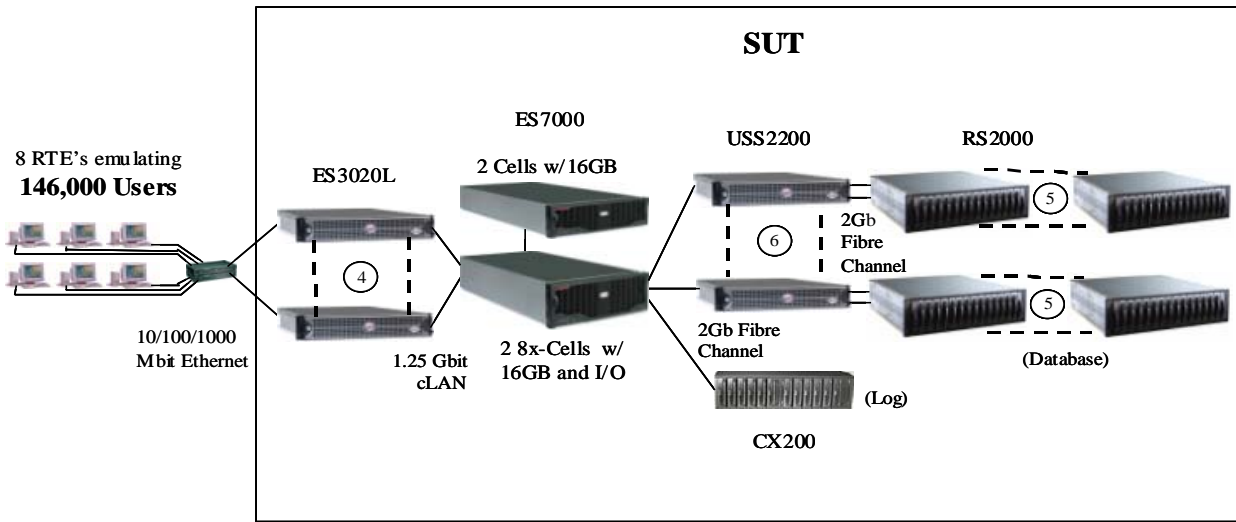 SUT
8 RTE's emulating
146,000 Users
10/100/1000
Mbit Ethernet
ES3020L
4
1.25 Gbit
cLAN
ES7000
2 Cells w/16GB
2 8x-Cells w/
16GB and I/O
USS2200
6
2Gb
Fibre
Channel
2Gb Fibre
Channel
RS2000
5
5
(Database)
(Log)
CX200